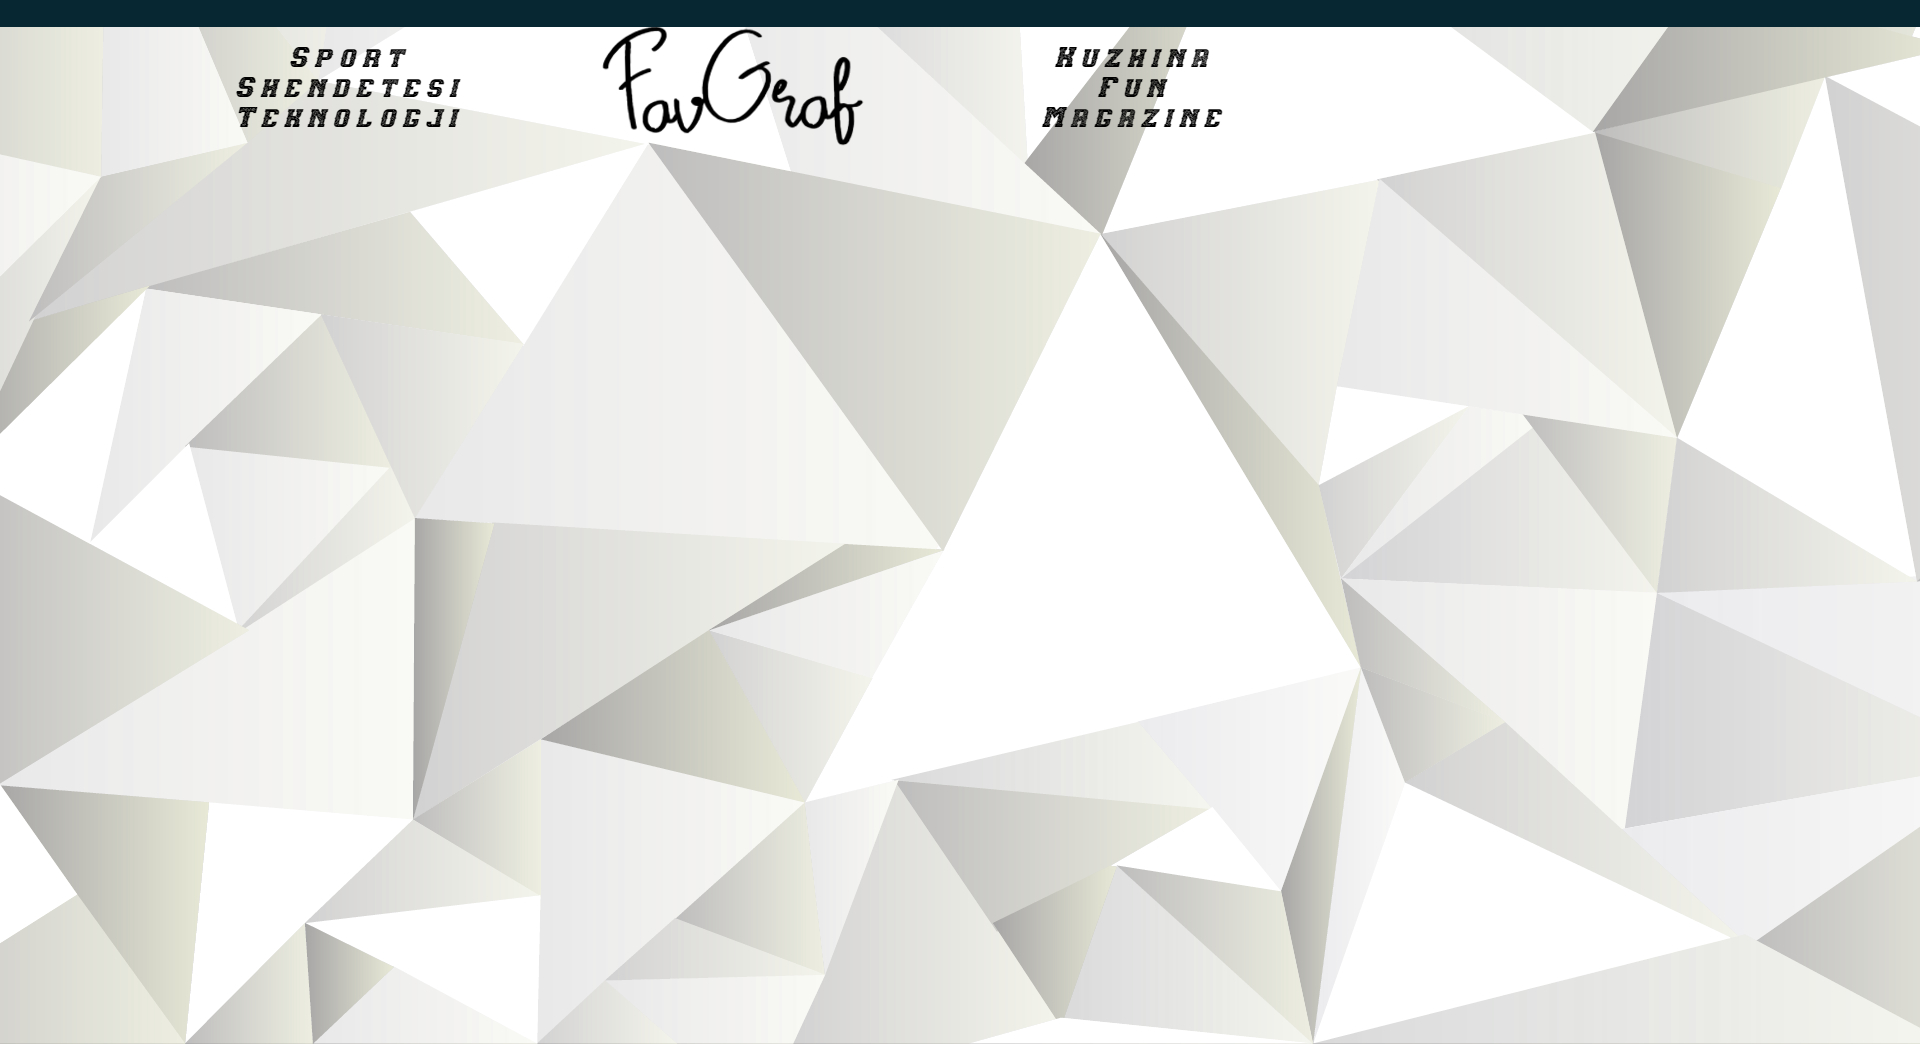 Sport
Shendetesi
Teknologji
FavGraf
Kuzhina
Fun
Magazine